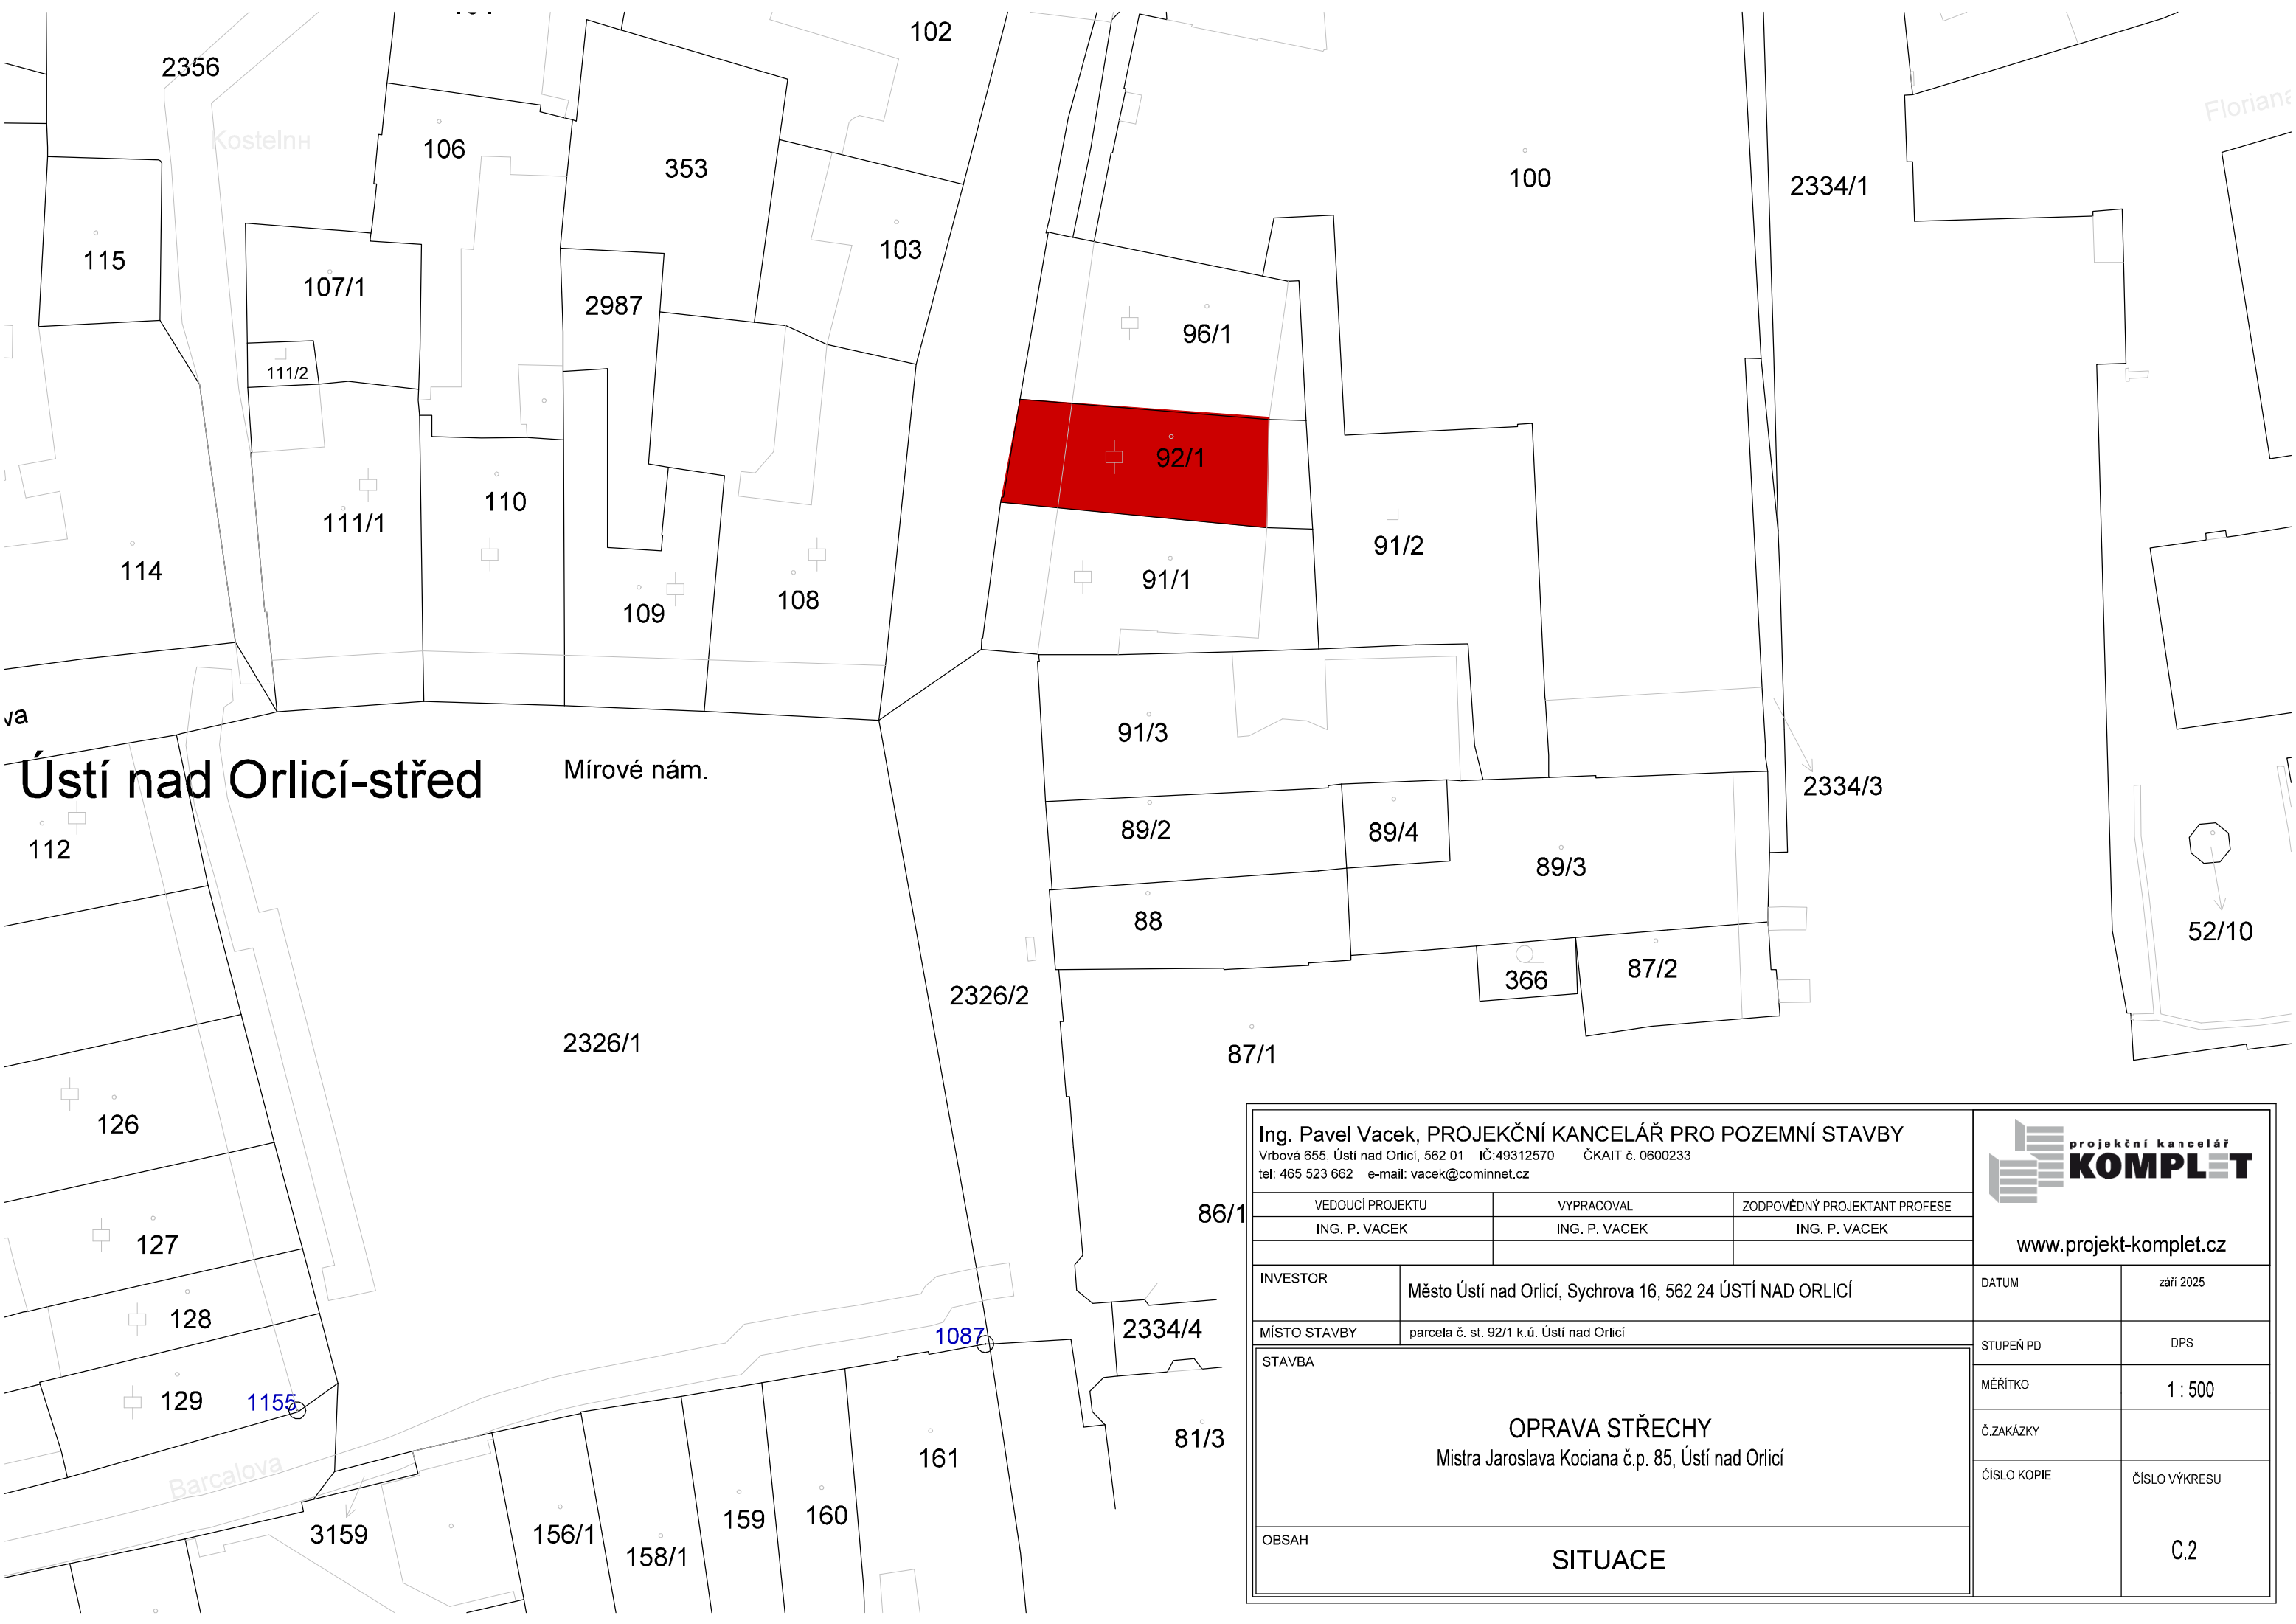 102
2356
KostelnH
106
353
100
2334/1
115
103
107/1
2987
96/1
111/2
92/1
110
111/1
91/2
114
91/1
109
108
va
91/3
Ústí nad Orlicí-střed
Mírové nám.
2334/3
89/2
89/4
112
89/3
88
52/10
87/2
366
2326/2
2326/1
87/1
126
127
86/1
128
1087
2334/4
129
1155
81/3
161
Barcalova
159
160
3159
156/1
158/1
Ing. Pavel Vacek, PROJEKČNÍ KANCELÁŘ PRO POZEMNÍ STAVBY
Vrbová 655, Ústí nad Orlicí, 562 01 IČ:49312570 ČKAIT č. 0600233
tel: 465 523 662 e-mail: vacek@cominnet.cz
projekční kancelář
KOMPLET
www.projekt-komplet.cz
VEDOUCÍ PROJEKTU VYPRACOVAL ZODPOVĚDNÝ PROJEKTANT PROFESE
ING. P. VACEK ING. P. VACEK ING. P. VACEK
INVESTOR Město Ústí nad Orlicí, Sychrova 16, 562 24 ÚSTÍ NAD ORLICÍ
DATUM září 2025
MÍSTO STAVBY parcela č. st. 92/1 k.ú. Ústí nad Orlicí
STUPEŇ PD DPS
STAVBA
MĚŘÍTKO 1 : 500
OPRAVA STŘECHY
Mistra Jaroslava Kociana č.p. 85, Ústí nad Orlicí
Č.ZAKÁZKY
ČÍSLO KOPIE ČÍSLO VÝKRESU
OBSAH
SITUACE
C.2